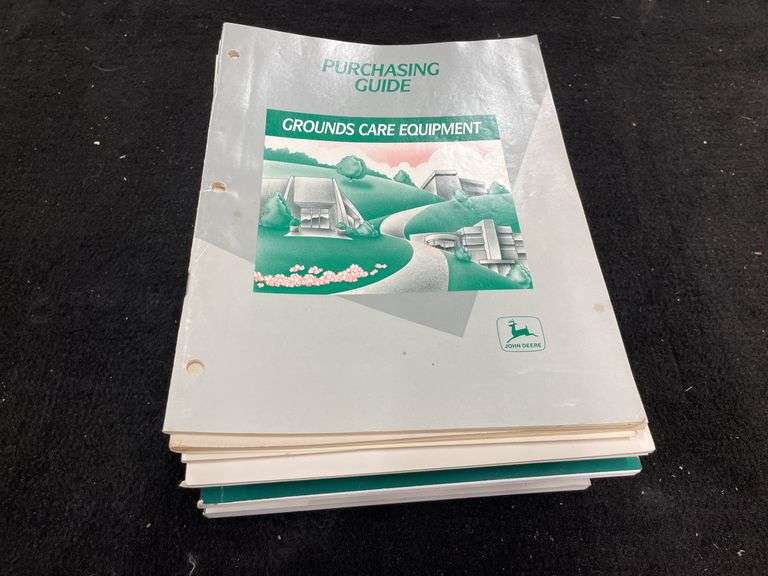 PURCHASING
GUIDE
GROUNDS CARE EQUIPMENT
JOHN DEERE